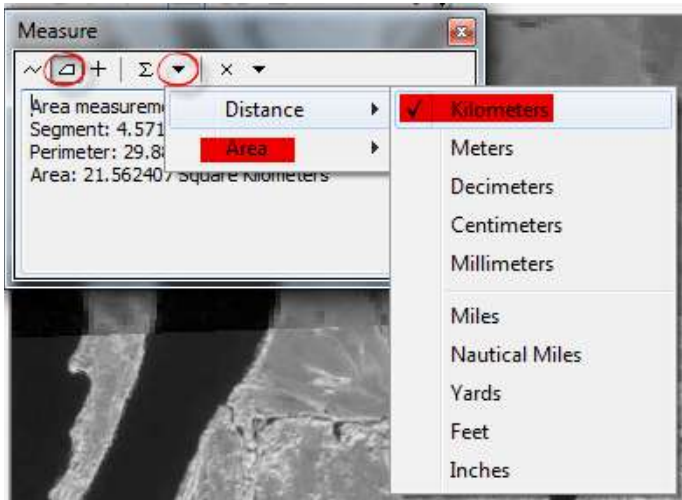 Measure
Σ
Area measurem
Segment: 4.571
Perimeter: 29.8
Area: 21.562407 Square Kilometers
Distance
Area
Kilometers
Meters
Decimeters
Centimeters
Millimeters
Miles
Nautical Miles
Yards
Feet
Inches